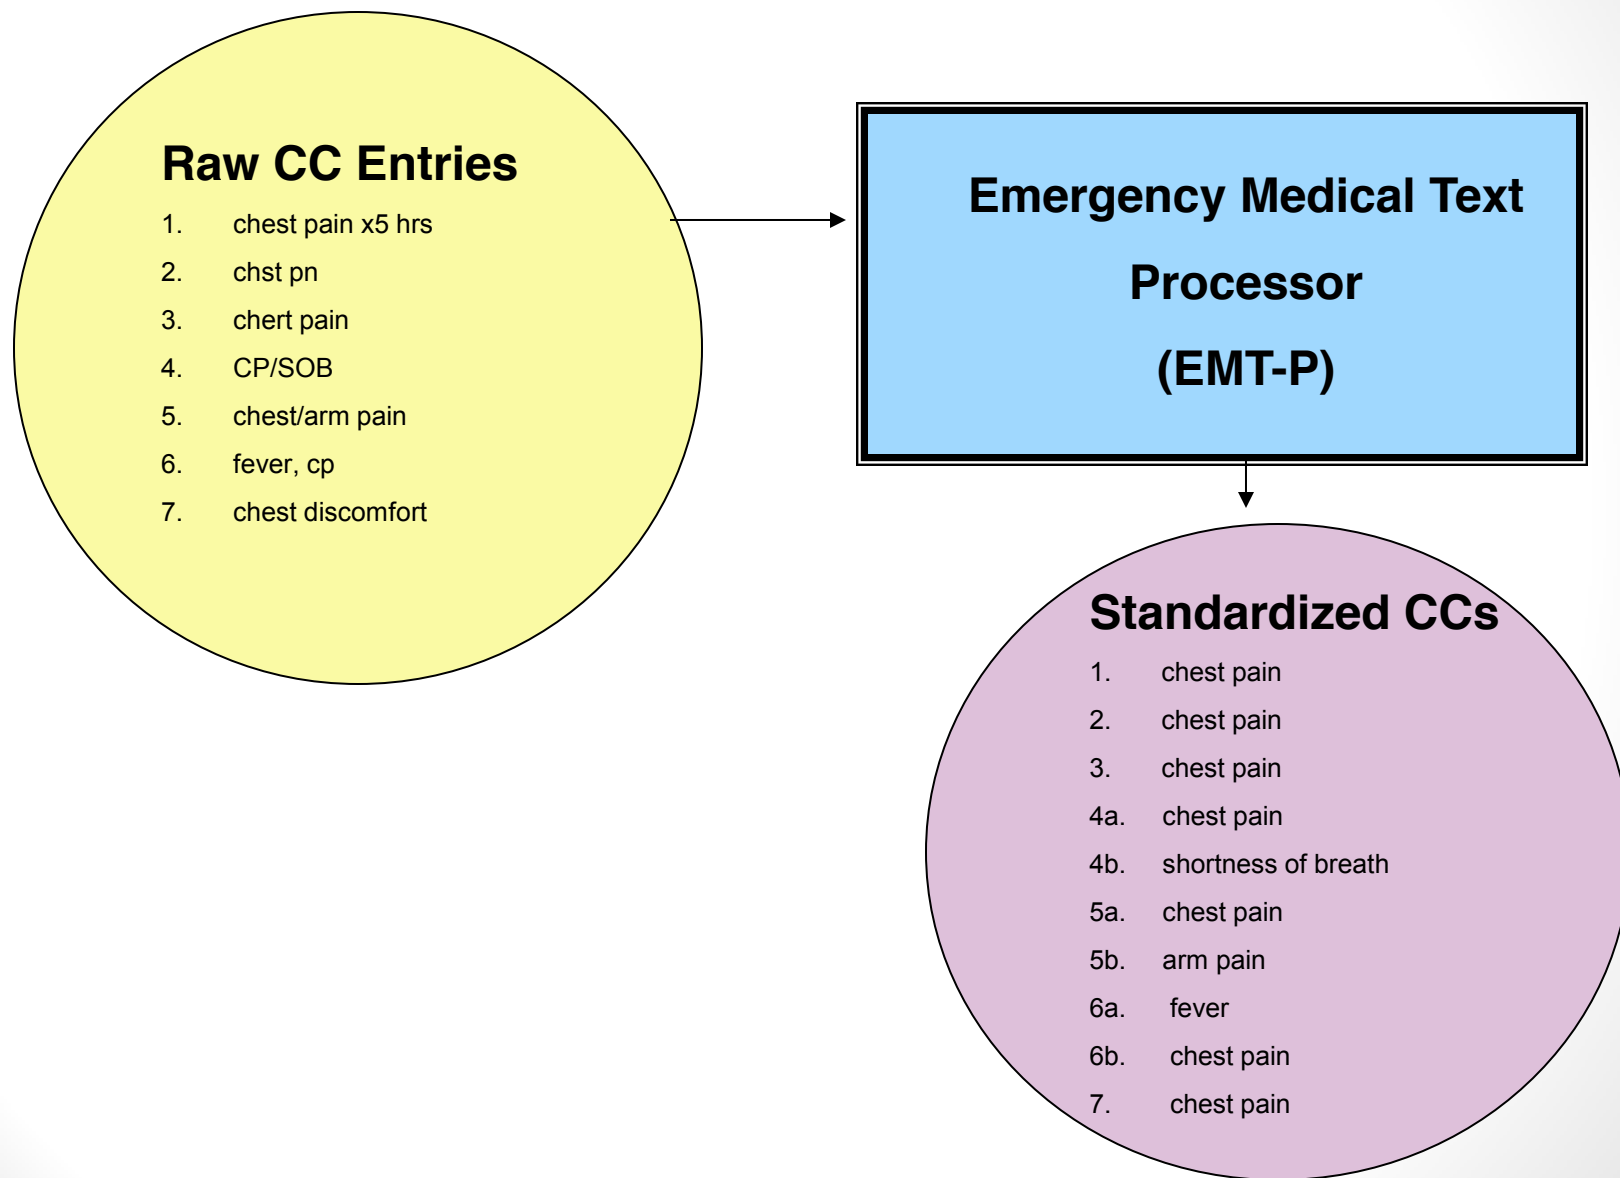 Raw CC Entries
1. chest pain x5 hrs
2. chst pn
3. chert pain
4. CP/SOB
5. chest/arm pain
6. fever, cp
7. chest discomfort
Emergency Medical Text
Processor
(EMT-P)
Standardized CCs
1. chest pain
2. chest pain
3. chest pain
4a. chest pain
4b. shortness of breath
5a. chest pain
5b. arm pain
6a. fever
6b. chest pain
7. chest pain